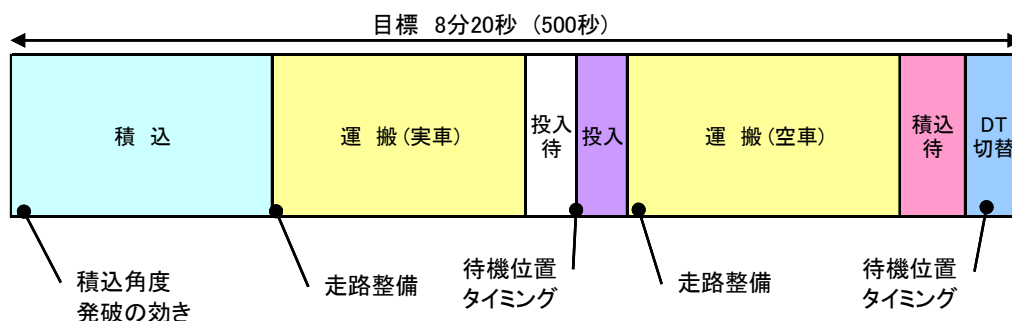 目標 8分20秒 (500秒)
積 込
運 搬 (実車)
投入
待
投入
運 搬 (空車)
積込
待
DT
切替
積込角度
発破の効き
走路整備
待機位置
タイミング
走路整備
待機位置
タイミング